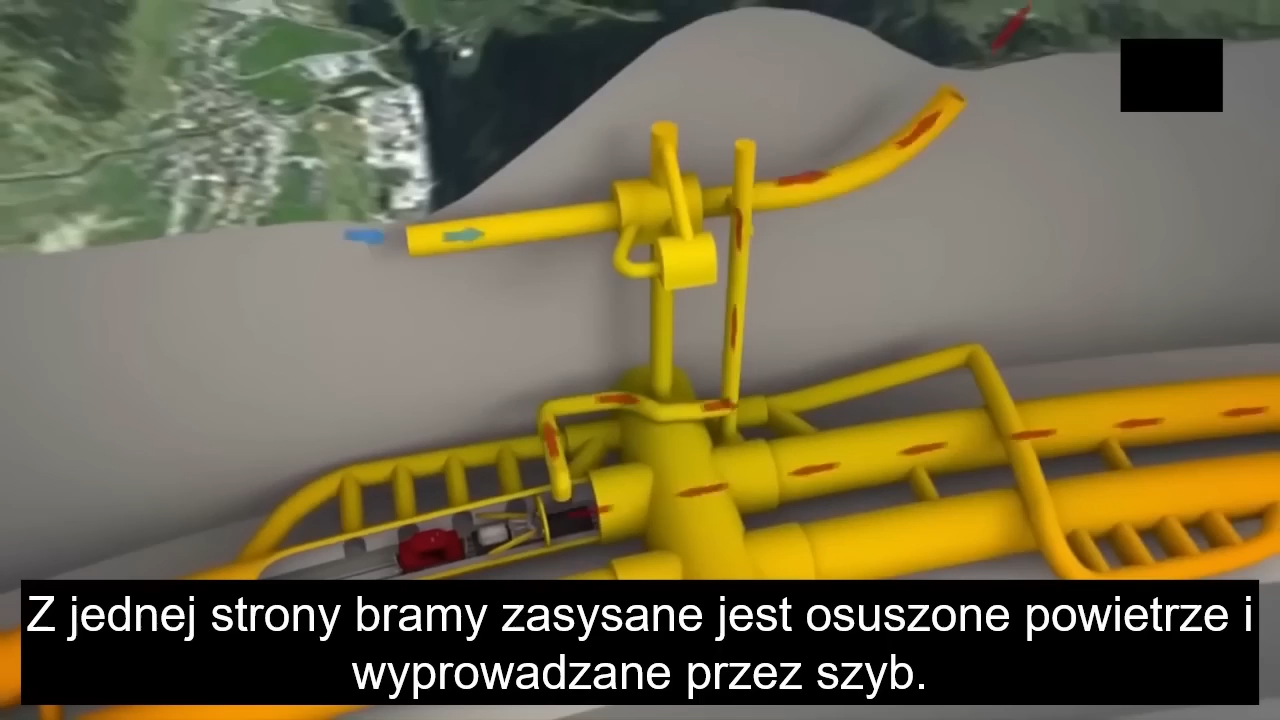 Z jednej strony bramy zasysane jest osuszone powietrze i
wyprowadzane przez szyb.